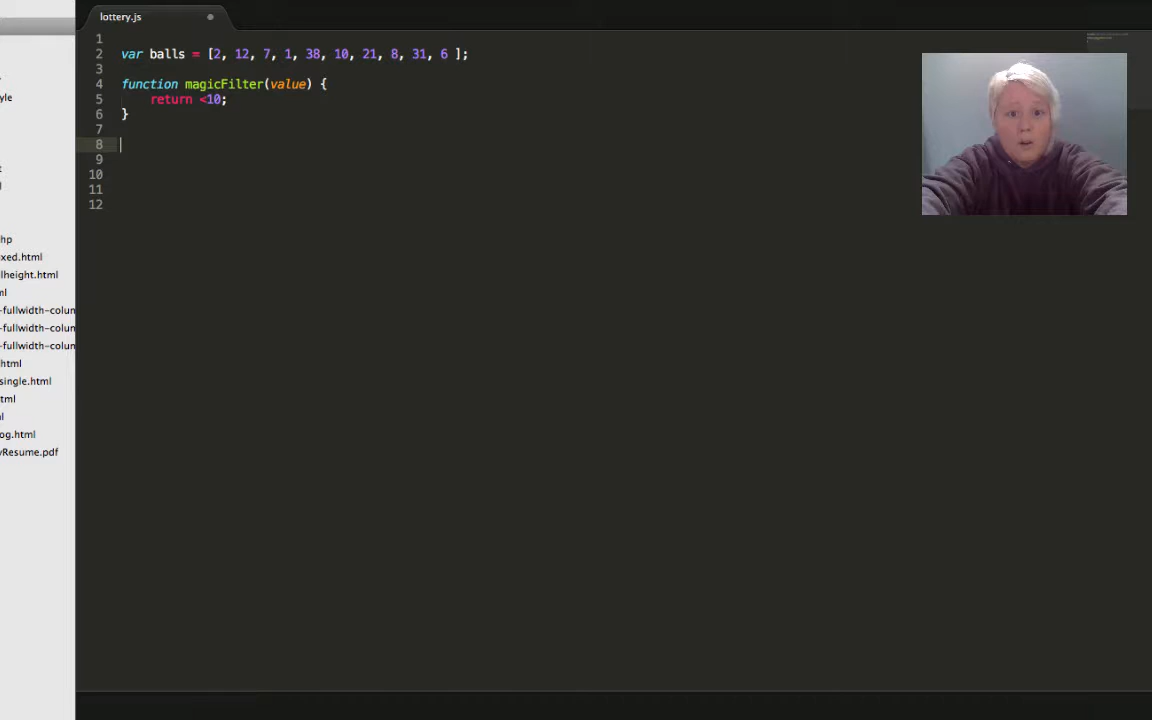 lottery.js
1
2 var balls = [2, 12, 7, 1, 38, 10, 21, 8, 31, 6 ];
3
4 function magicFilter(value) {
5 return <10;
6 }
7
8
9
10
11
12
yle
t
l
hp
xed.html
lheight.html
ml
-fullwidth-colun
-fullwidth-colun
-fullwidth-colun
html
single.html
tml
l
og.html
yResume.pdf